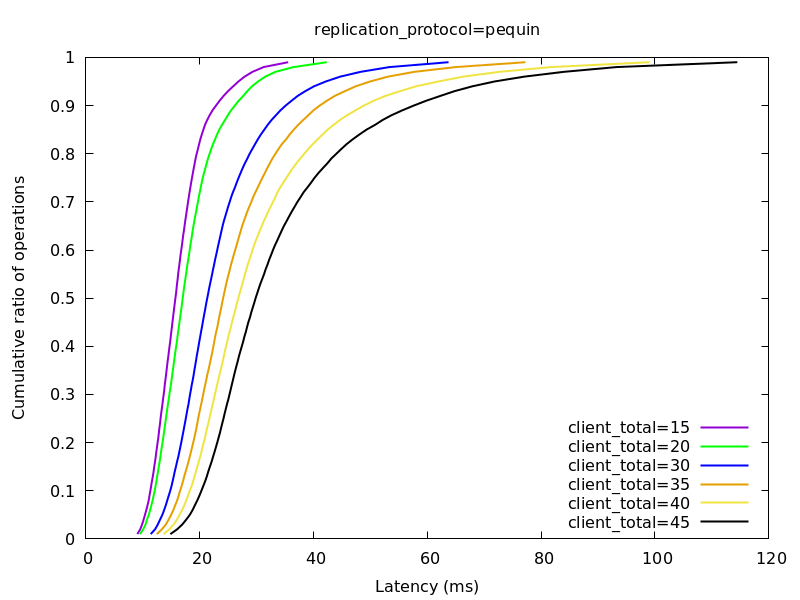 replication_protocol=pequin
1
0.9
0.8
0.7
0.6
0.5
0.4
0.3
0.2
0.1
0
Cumulative ratio of operations
client_total=15
client_total=20
client_total=30
client_total=35
client_total=40
client_total=45
0 20 40 60 80 100 120
Latency (ms)